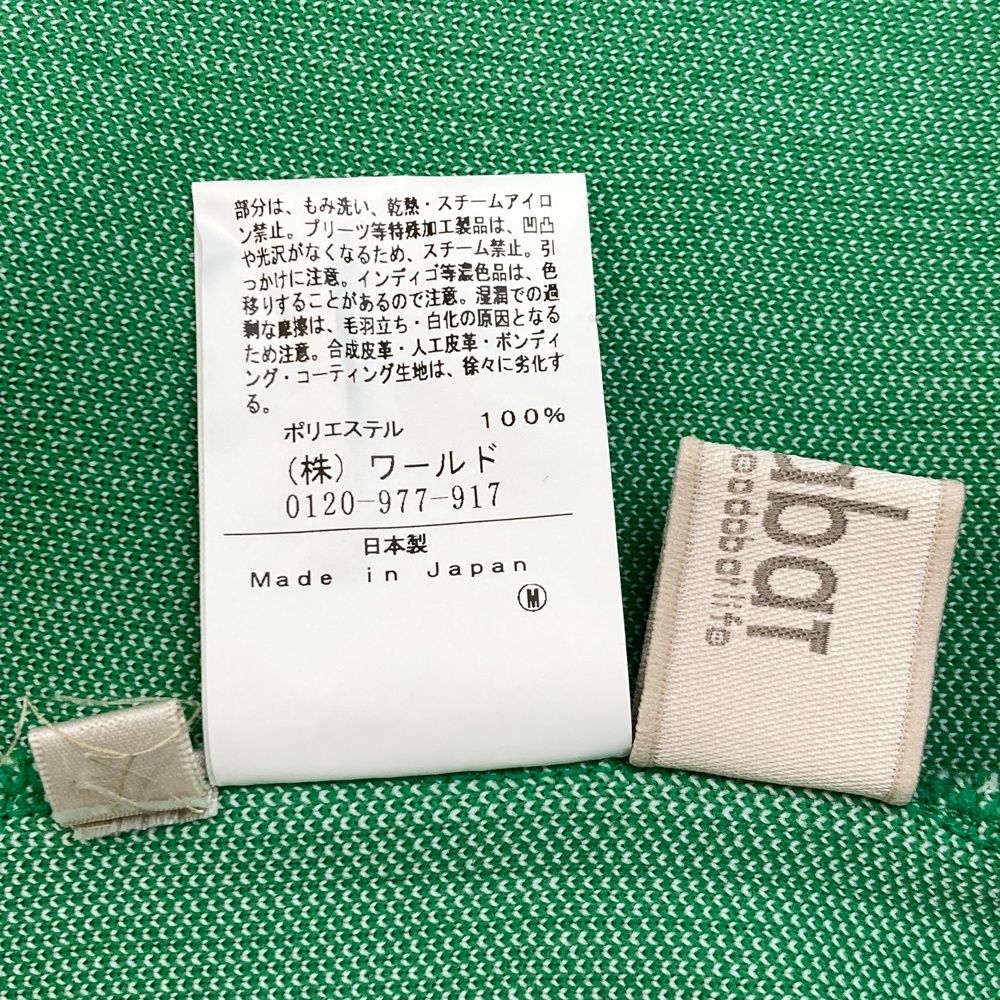 部分は、もみ洗い、乾熱・スチームアイロ
ン禁止。プリーツ等特殊加工製品は、凹凸
や光沢がなくなるため、スチーム禁止。引
っかけに注意。インディゴ等濃色品は、色
移りすることがあるので注意。湿潤での過
剰な摩擦は、毛羽立ち・白化の原因となる
ため注意。合成皮革・人工皮革・ボンディ
ング・コーティング生地は、徐々に劣化す
る。
ポリエステル 100%
(株) ワールド
0120-977-917
日本製
Made in Japan
M